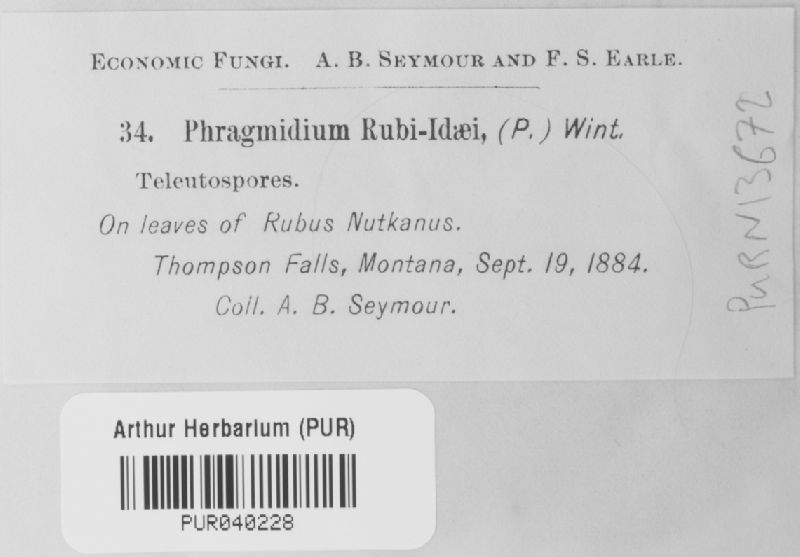 ECONOMIC FUNGI. A. B. SEYMOUR AND F. S. EARLE.
34. Phragmidium Rubi-Idæi, (P.) Wint.
Teleutospores.
On leaves of Rubus Nutkanus.
Thompson Falls, Montana, Sept. 19, 1884.
Coll. A. B. Seymour.
PURN13672
Arthur Herbarium (PUR)
PUR040228